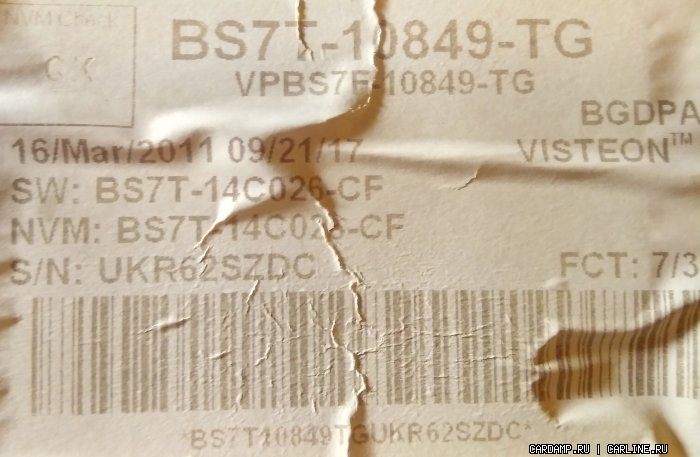 NVM Check
OK
BS7T-10849-TG
VPBS7F-10849-TG
BGDPA
16/Mar/2011 09/21/17
VISTEON™
SW: BS7T-14C026-CF
NVM: BS7T-14C026-CF
S/N: UKR62SZDC
FCT: 7/3
*BS7T10849TGUKR62SZDC*
CARDAMP.RU | CARLINE.RU